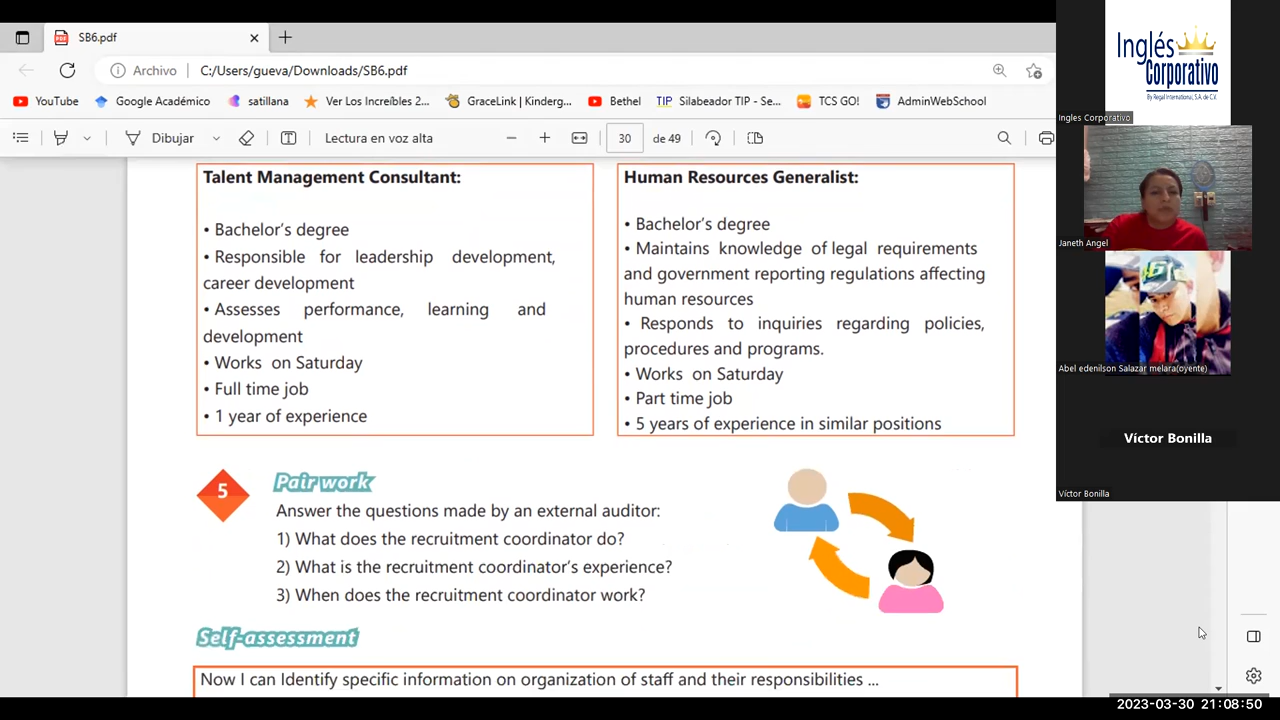 SB6.pdf
Archivo
C:/Users/gueva/Downloads/SB6.pdf
YouTube
Google Académico
satillana
Ver Los Increíbles 2...
GraceLink | Kinderg...
Bethel
TIP Silabeador TIP - Se...
TCS GO!
AdminWebSchool
Dibujar
Lectura en voz alta
30
de 49
Talent Management Consultant:
• Bachelor's degree
• Responsible for leadership development,
career development
• Assesses performance, learning and
development
• Works on Saturday
• Full time job
• 1 year of experience
Human Resources Generalist:
• Bachelor's degree
• Maintains knowledge of legal requirements
and government reporting regulations affecting
human resources
• Responds to inquiries regarding policies,
procedures and programs.
• Works on Saturday
• Part time job
• 5 years of experience in similar positions
5
Pair work
Answer the questions made by an external auditor:
1) What does the recruitment coordinator do?
2) What is the recruitment coordinator's experience?
3) When does the recruitment coordinator work?
Self-assessment
Now I can Identify specific information on organization of staff and their responsibilities ...
Inglés
Corporativo
By Regal International, S.A. de C.V.
Ingles Corporativo
Janeth Angel
Abel edenilson Salazar melara(oyente)
Víctor Bonilla
Víctor Bonilla
2023-03-30 21:08:50